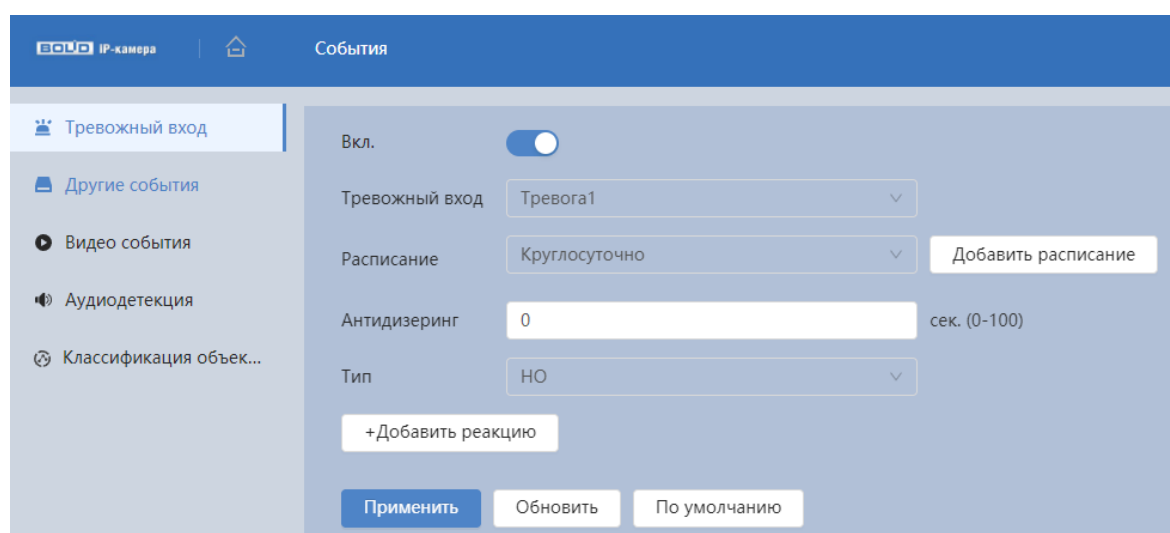 BOLID IP-камера
События
Тревожный вход
Другие события
Видео события
Аудиодетекция
Классификация объек...
Вкл.
Тревожный вход Тревога1
Расписание Круглосуточно Добавить расписание
Антидизеринг 0 сек. (0-100)
Тип НО
+Добавить реакцию
Применить Обновить По умолчанию